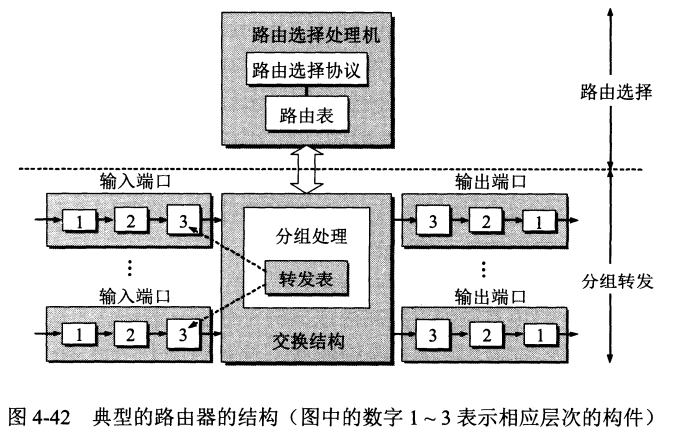 路由选择处理机
路由选择协议
路由表
路由选择
输入端口
1 2 3
⋮
输入端口
1 2 3
分组处理
转发表
交换结构
输出端口
3 2 1
⋮
输出端口
3 2 1
分组转发
图 4-42 典型的路由器的结构（图中的数字 1 ~ 3 表示相应层次的构件）